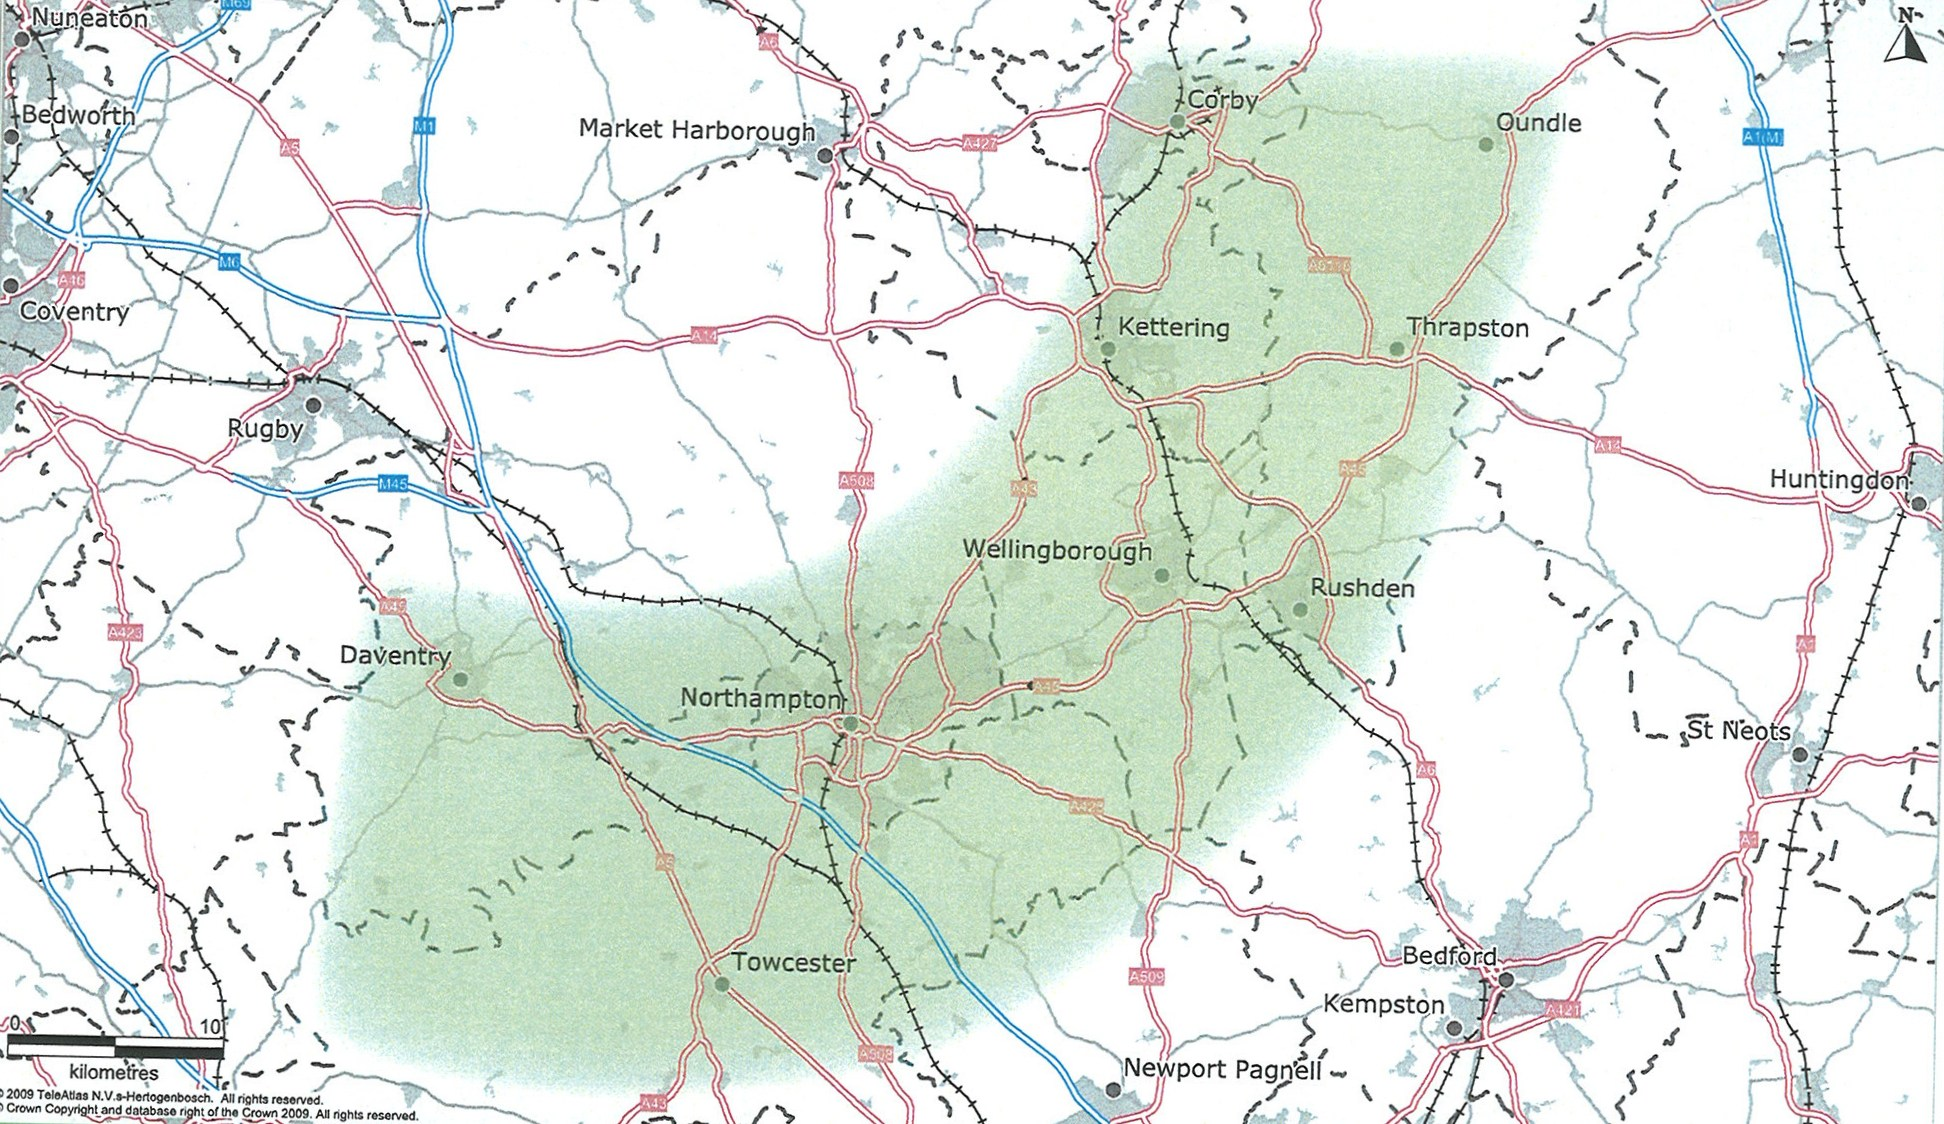 M69
N
Nuneaton
A6
Corby
Bedworth
M1
Market Harborough
A427
Oundle
A1(M)
A5
M6
A46
A6116
Coventry
A14
Kettering
Thrapston
Rugby
A14
M45
A508
A43
A45
Huntingdon
Wellingborough
Rushden
A45
A423
Daventry
A1
Northampton
A45
St Neots
A6
A428
A5
A1
Towcester
Bedford
A509
Kempston
A421
0 10
kilometres
A508
Newport Pagnell
© 2009 TeleAtlas N.V.s-Hertogenbosch. All rights reserved.
© Crown Copyright and database right of the Crown 2009. All rights reserved.
A43